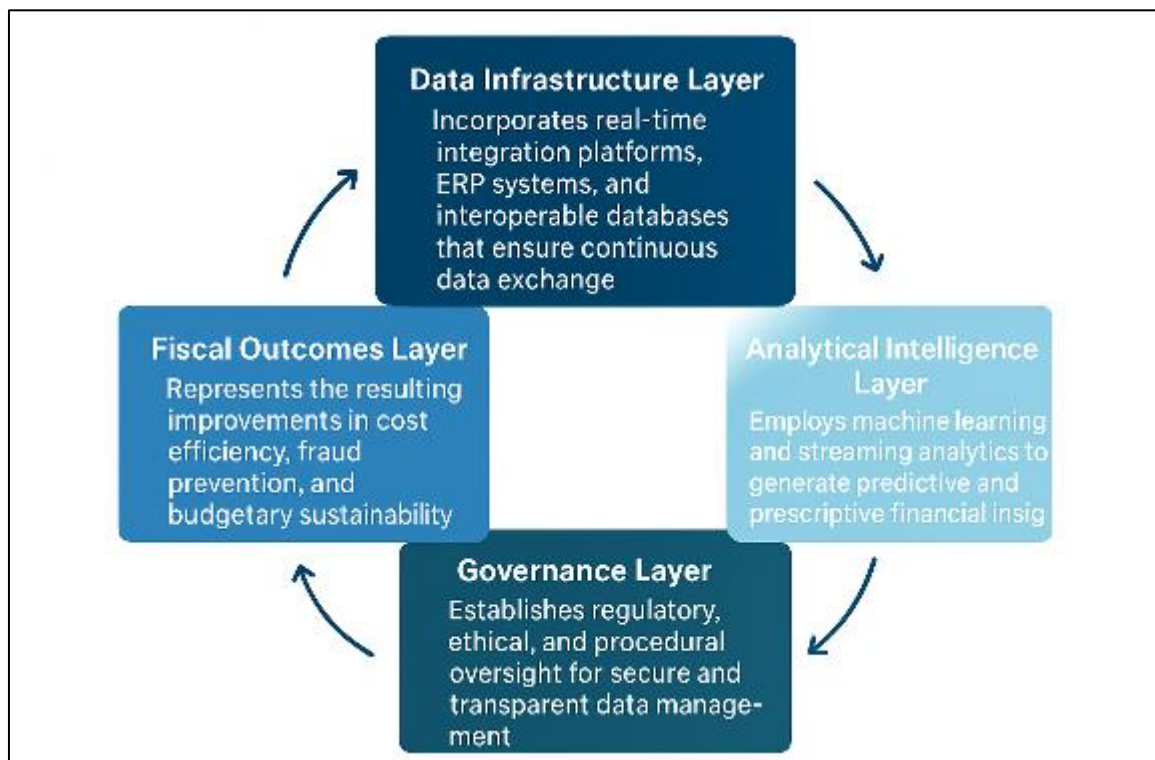 Data Infrastructure Layer
Incorporates real-time
integration platforms,
ERP systems, and
interoperable databases
that ensure continuous
data exchange
Analytical Intelligence
Layer
Employs machine learning
and streaming analytics to
generate predictive and
prescriptive financial insig
Governance Layer
Establishes regulatory,
ethical, and procedural
oversight for secure and
transparent data manage-
ment
Fiscal Outcomes Layer
Represents the resulting
improvements in cost
efficiency, fraud
prevention, and
budgetary sustainability